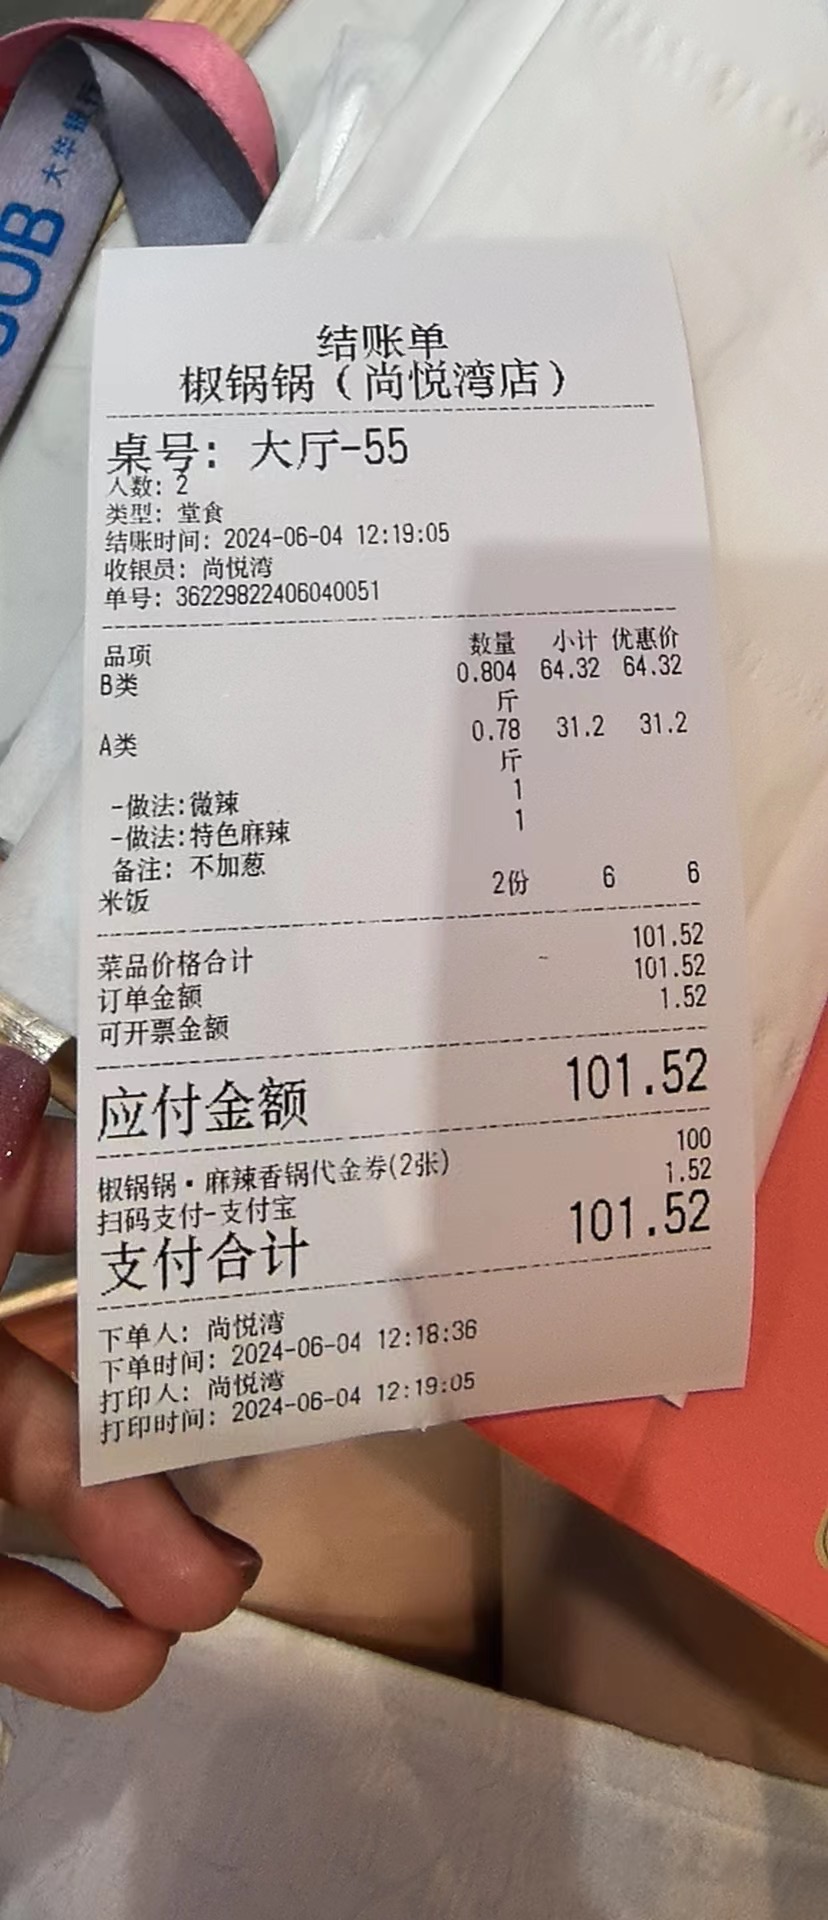 大华银行
UOB
结账单
椒锅锅（尚悦湾店）
桌号: 大厅-55
人数: 2
类型: 堂食
结账时间: 2024-06-04 12:19:05
收银员: 尚悦湾
单号: 36229822406040051
品项 数量 小计 优惠价
B类 0.804 64.32 64.32
斤
A类 0.78 31.2 31.2
斤
-做法:微辣 1
-做法:特色麻辣 1
备注: 不加葱
米饭 2份 6 6
菜品价格合计 101.52
订单金额 101.52
可开票金额 1.52
应付金额 101.52
椒锅锅·麻辣香锅代金券(2张) 100
扫码支付-支付宝 1.52
支付合计 101.52
下单人: 尚悦湾
下单时间: 2024-06-04 12:18:36
打印人: 尚悦湾
打印时间: 2024-06-04 12:19:05